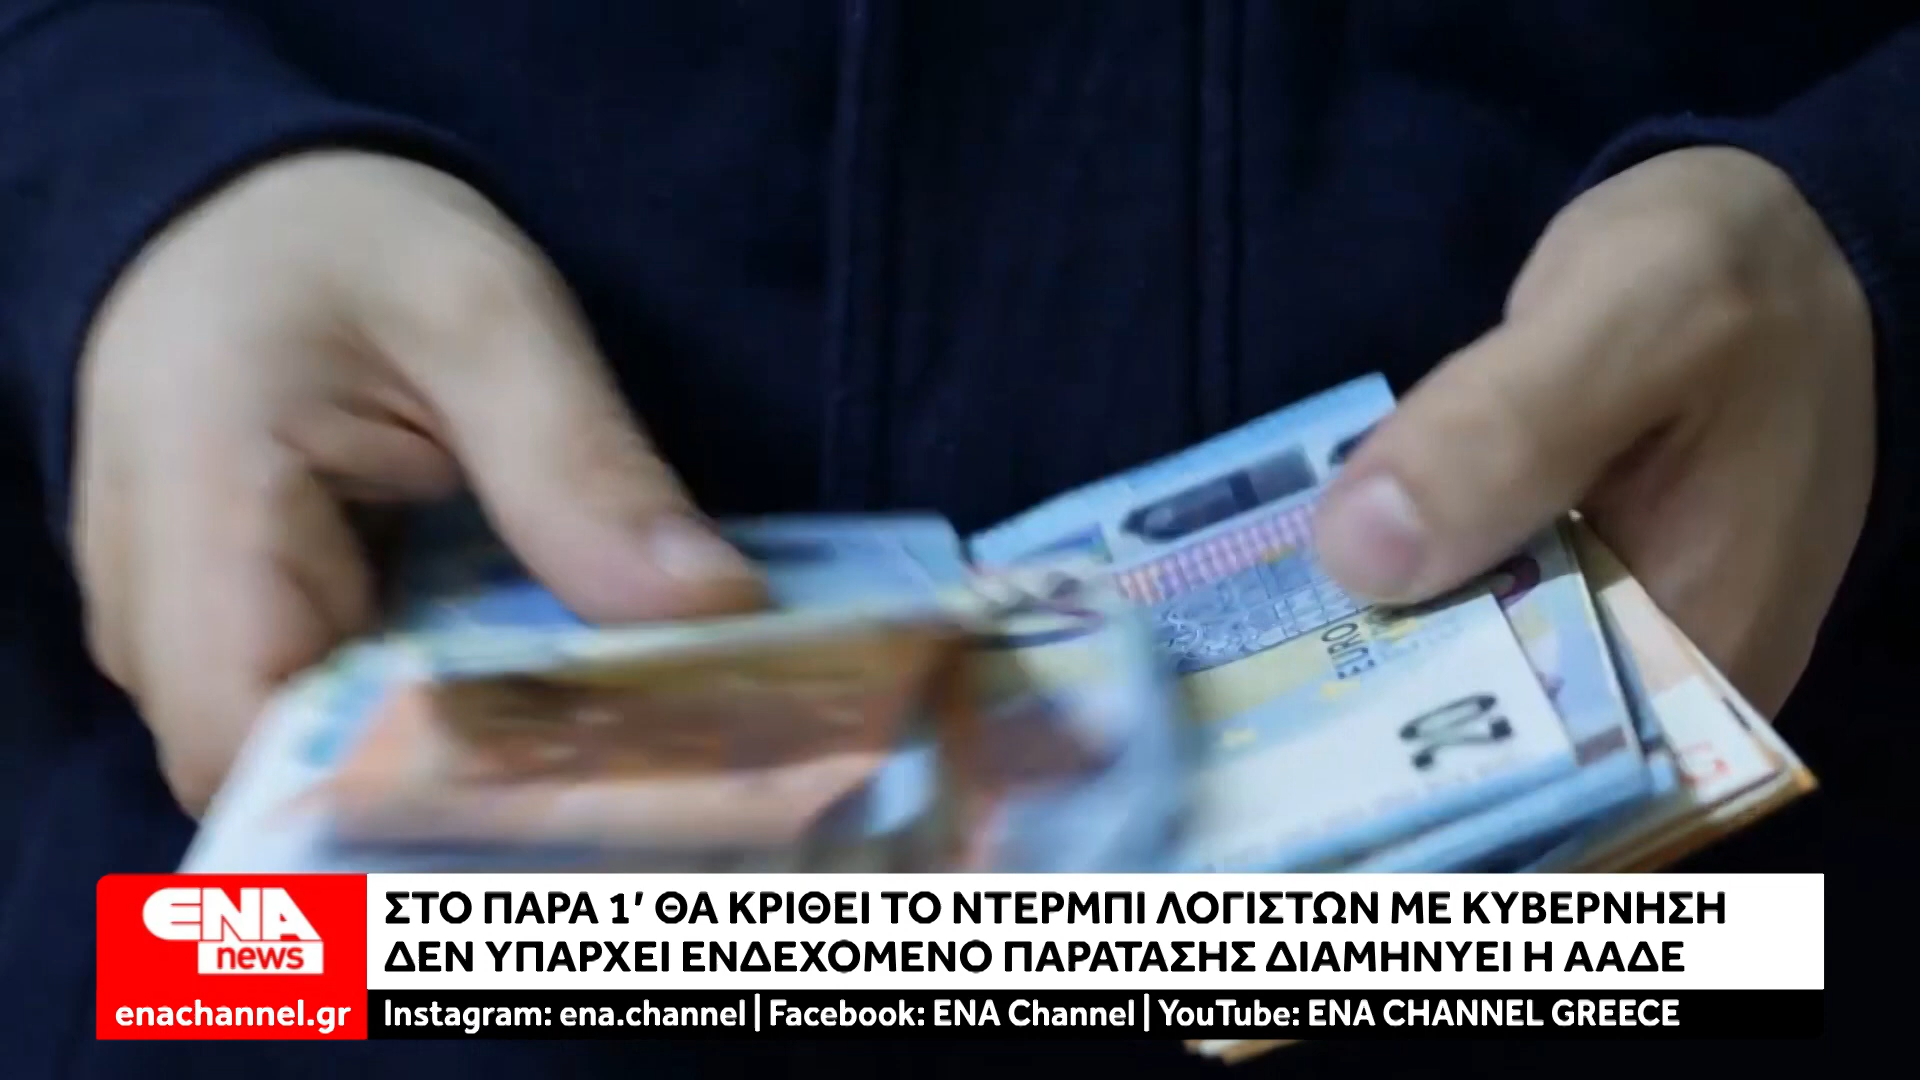 EURO
20
ENA
news
enachannel.gr
ΣΤΟ ΠΑΡΑ 1’ ΘΑ ΚΡΙΘΕΙ ΤΟ ΝΤΕΡΜΠΙ ΛΟΓΙΣΤΩΝ ΜΕ ΚΥΒΕΡΝΗΣΗ
ΔΕΝ ΥΠΑΡΧΕΙ ΕΝΔΕΧΟΜΕΝΟ ΠΑΡΑΤΑΣΗΣ ΔΙΑΜΗΝΥΕΙ Η ΑΑΔΕ
Instagram: ena.channel | Facebook: ENA Channel | YouTube: ENA CHANNEL GREECE